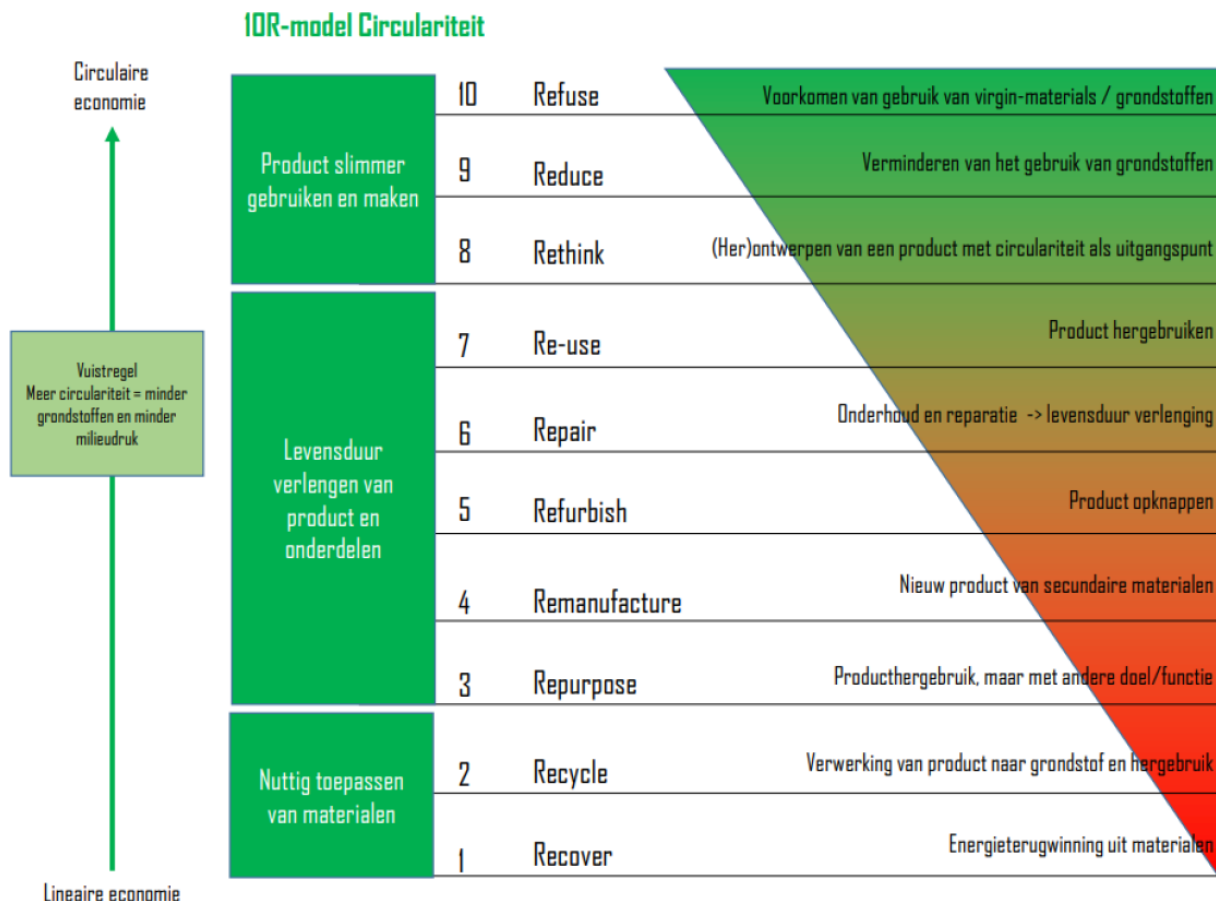 10R-model Circulariteit
Circulaire
economie
Vuistregel
Meer circulariteit = minder
grondstoffen en minder
milieudruk
Lineaire economie
Product slimmer
gebruiken en maken
10 Refuse Voorkomen van gebruik van virgin-materials / grondstoffen
9 Reduce Verminderen van het gebruik van grondstoffen
8 Rethink (Her)ontwerpen van een product met circulariteit als uitgangspunt
Levensduur
verlengen van
product en
onderdelen
7 Re-use Product hergebruiken
6 Repair Onderhoud en reparatie -> levensduur verlenging
5 Refurbish Product opknappen
4 Remanufacture Nieuw product van secundaire materialen
3 Repurpose Producthergebruik, maar met andere doel/functie
Nuttig toepassen
van materialen
2 Recycle Verwerking van product naar grondstof en hergebruik
1 Recover Energieterugwinning uit materialen